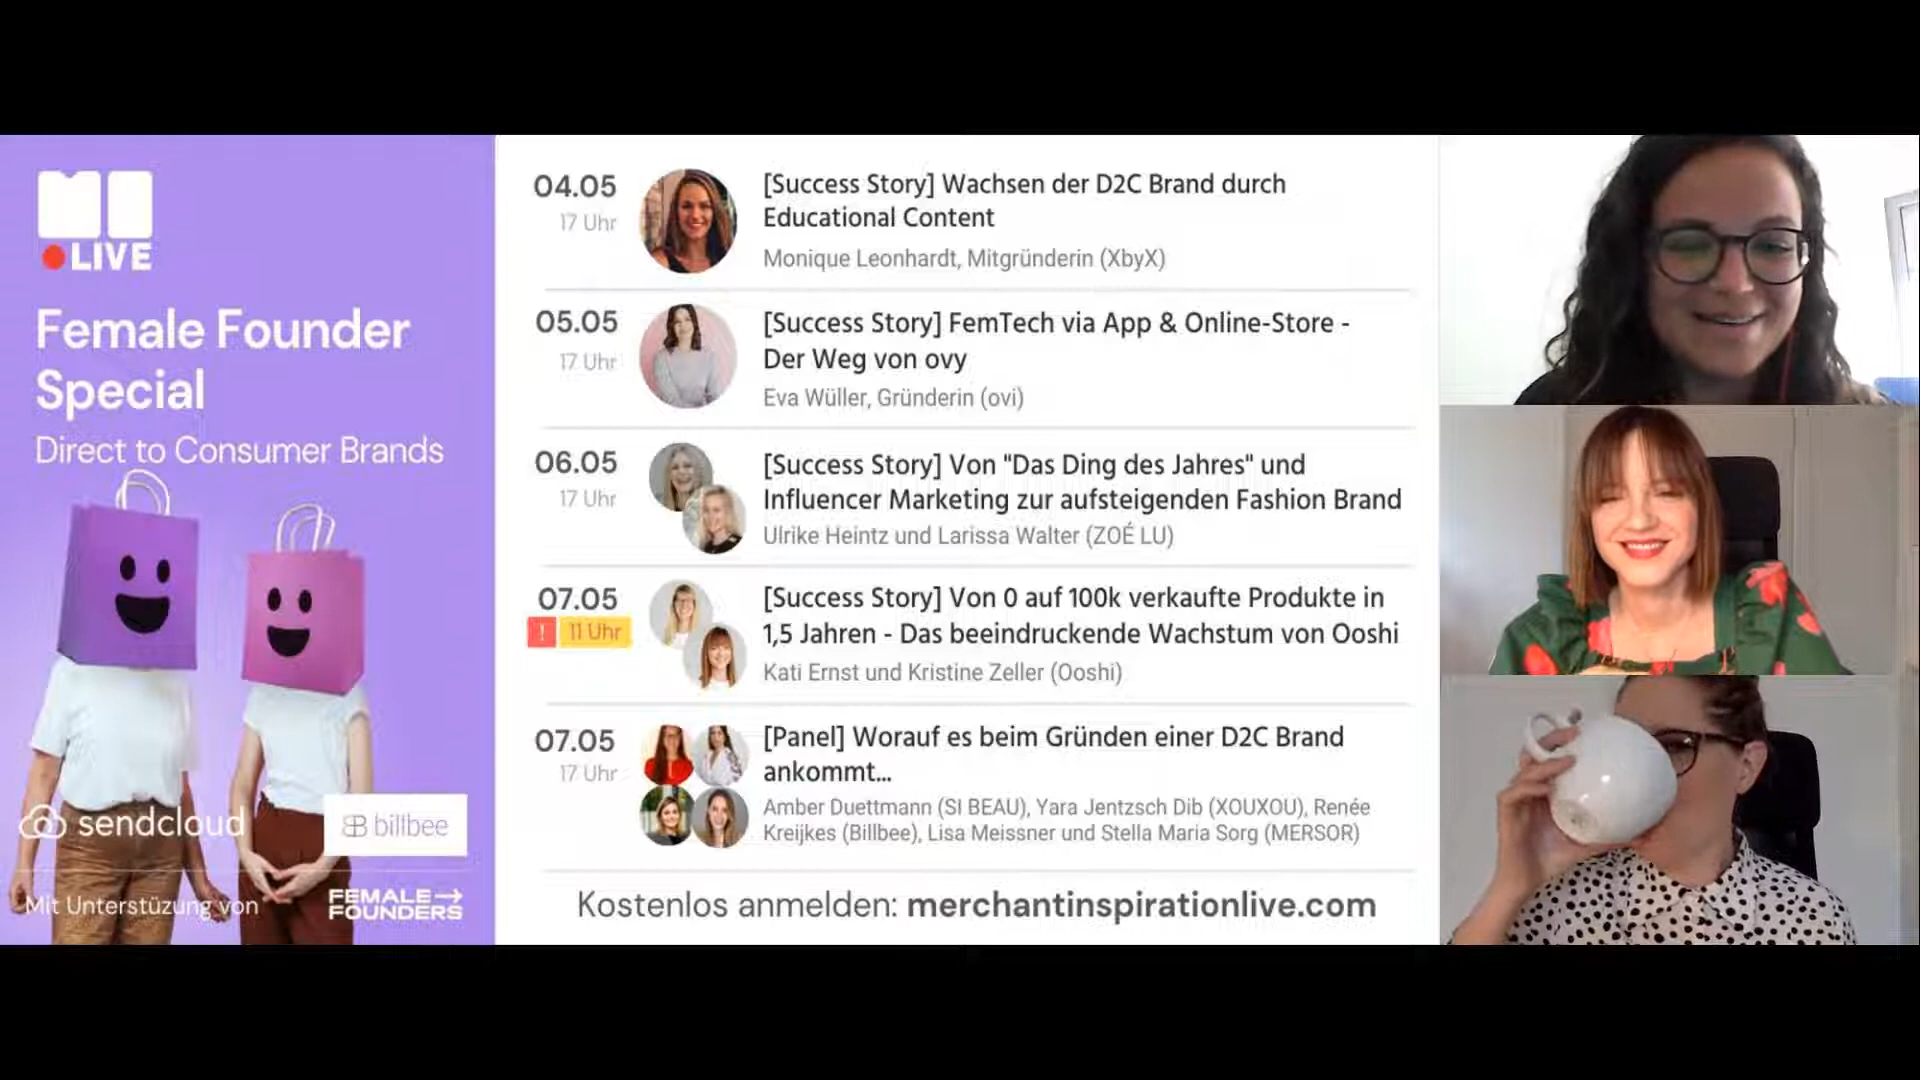 LIVE
Female Founder
Special
Direct to Consumer Brands
sendcloud
billbee
Mit Unterstüzung von
FEMALE
FOUNDERS
04.05
17 Uhr
[Success Story] Wachsen der D2C Brand durch
Educational Content
Monique Leonhardt, Mitgründerin (XbyX)
05.05
17 Uhr
[Success Story] FemTech via App & Online-Store -
Der Weg von ovy
Eva Wüller, Gründerin (ovi)
06.05
17 Uhr
[Success Story] Von "Das Ding des Jahres" und
Influencer Marketing zur aufsteigenden Fashion Brand
Ulrike Heintz und Larissa Walter (ZOÉ LU)
07.05
! 11 Uhr
[Success Story] Von 0 auf 100k verkaufte Produkte in
1,5 Jahren - Das beeindruckende Wachstum von Ooshi
Kati Ernst und Kristine Zeller (Ooshi)
07.05
17 Uhr
[Panel] Worauf es beim Gründen einer D2C Brand
ankommt...
Amber Duettmann (SI BEAU), Yara Jentzsch Dib (XOUXOU), Renée
Kreijkes (Billbee), Lisa Meissner und Stella Maria Sorg (MERSOR)
Kostenlos anmelden: merchantinspirationlive.com